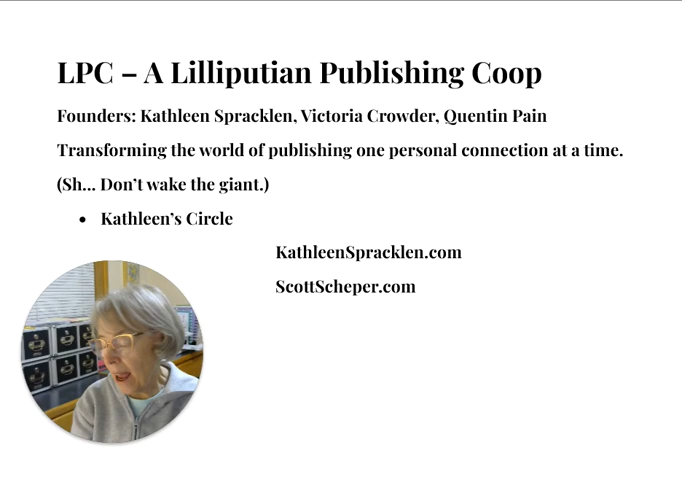 LPC – A Lilliputian Publishing Coop
Founders: Kathleen Spracklen, Victoria Crowder, Quentin Pain
Transforming the world of publishing one personal connection at a time.
(Sh... Don’t wake the giant.)
• Kathleen’s Circle
KathleenSpracklen.com
ScottScheper.com